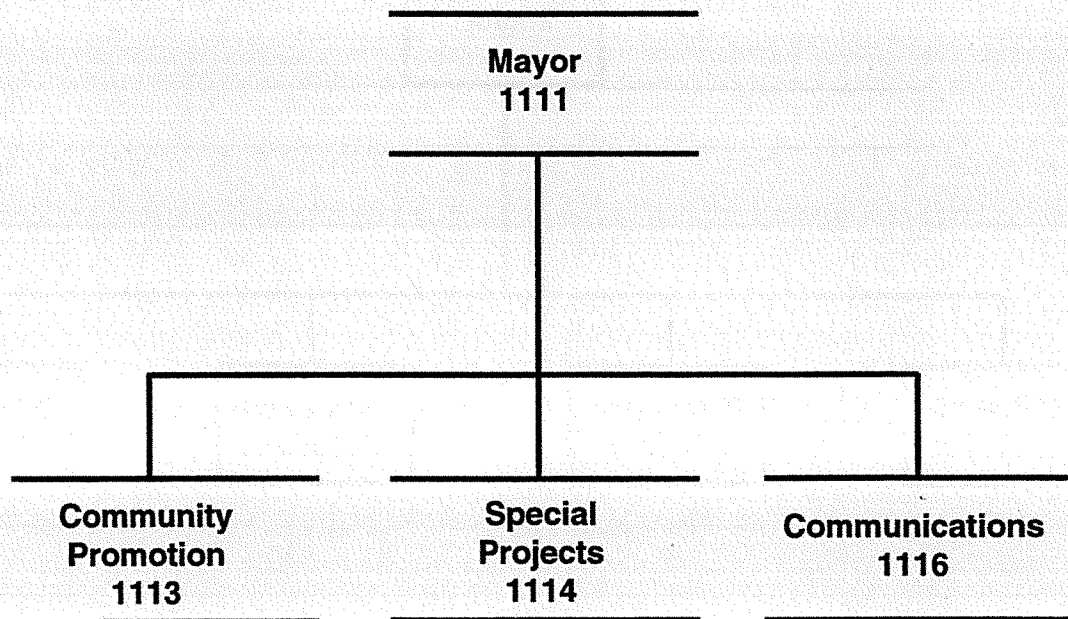 Mayor
1111
Community
Promotion
1113
Special
Projects
1114
Communications
1116